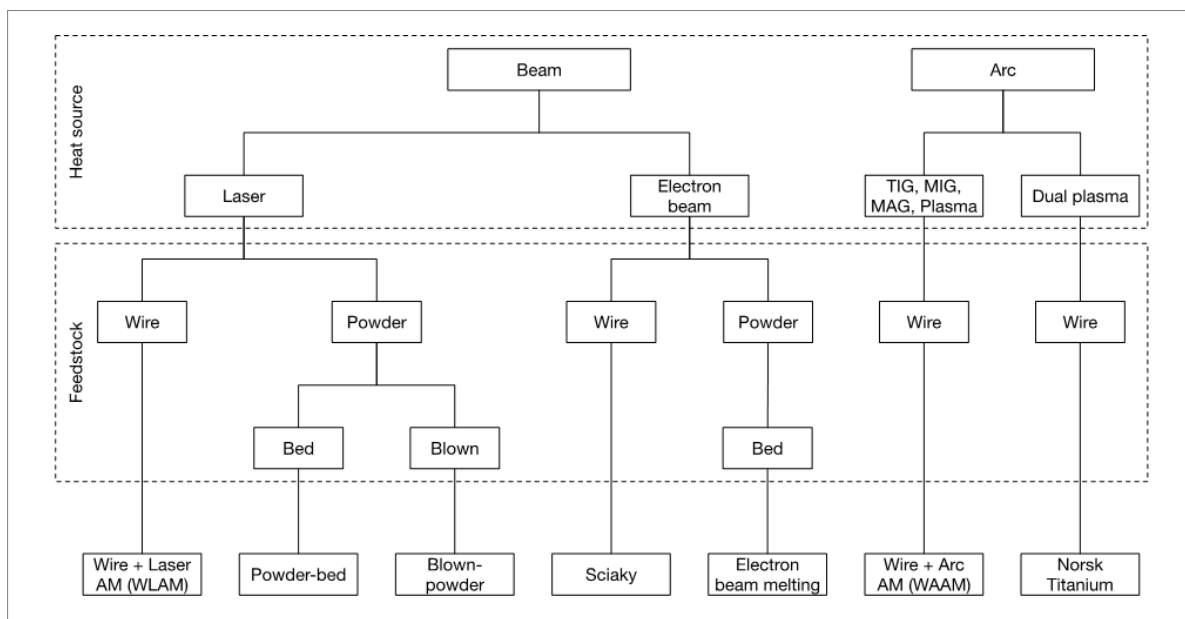 Heat source
Beam
Arc
Laser
Electron
beam
TIG, MIG,
MAG, Plasma
Dual plasma
Feedstock
Wire
Powder
Wire
Powder
Wire
Wire
Bed
Blown
Bed
Wire + Laser
AM (WLAM)
Powder-bed
Blown-
powder
Sciaky
Electron
beam melting
Wire + Arc
AM (WAAM)
Norsk
Titanium